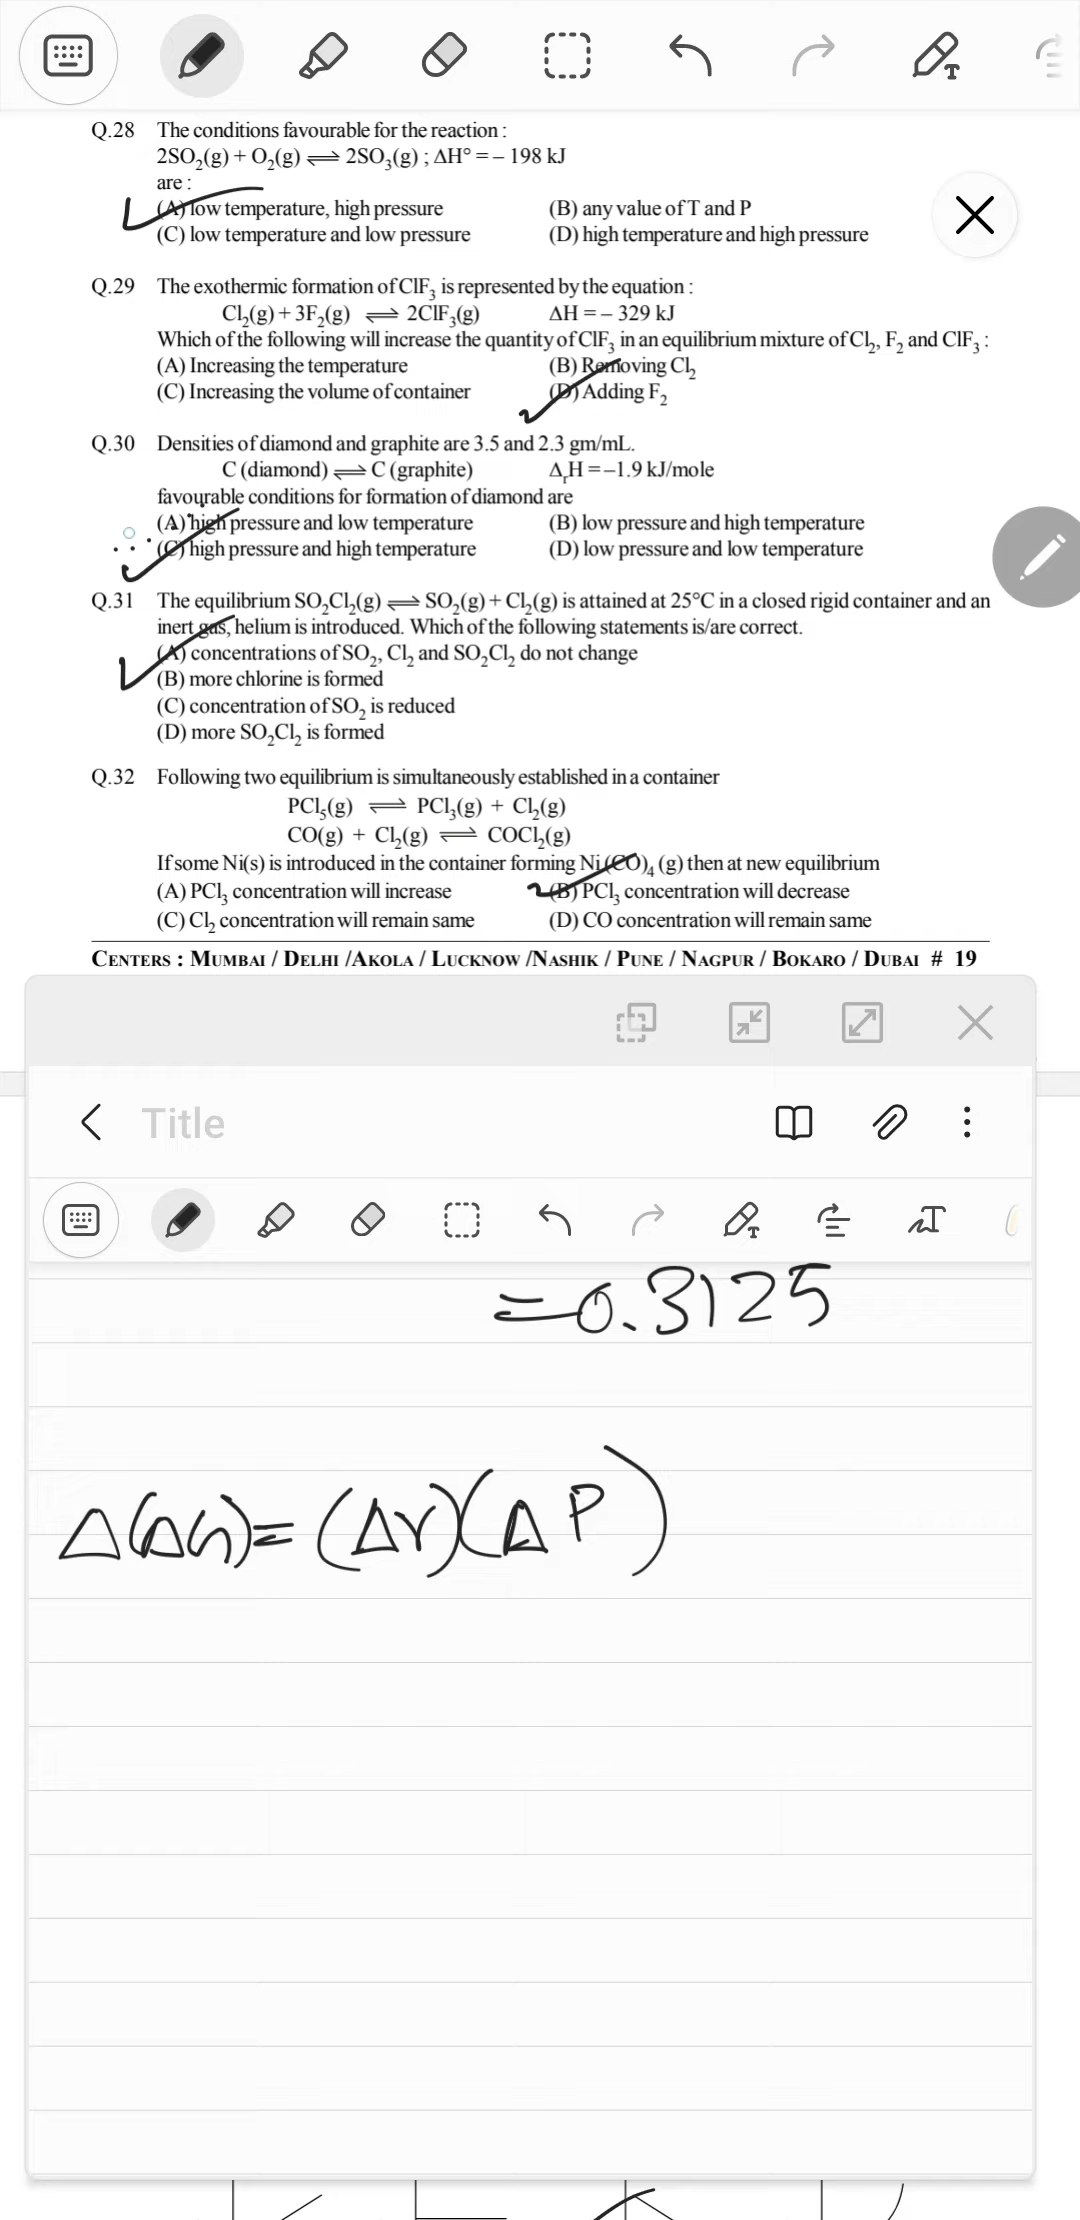 Q.28 The conditions favourable for the reaction :
2SO₂(g) + O₂(g) ⇌ 2SO₃(g) ; ΔH° = – 198 kJ
are :
(A) low temperature, high pressure (B) any value of T and P
(C) low temperature and low pressure (D) high temperature and high pressure
Q.29 The exothermic formation of ClF₃ is represented by the equation :
Cl₂(g) + 3F₂(g) ⇌ 2ClF₃(g) ΔH = – 329 kJ
Which of the following will increase the quantity of ClF₃ in an equilibrium mixture of Cl₂, F₂ and ClF₃ :
(A) Increasing the temperature (B) Removing Cl₂
(C) Increasing the volume of container (D) Adding F₂
Q.30 Densities of diamond and graphite are 3.5 and 2.3 gm/mL.
C (diamond) ⇌ C (graphite) ΔᵣH = –1.9 kJ/mole
favourable conditions for formation of diamond are
(A) high pressure and low temperature (B) low pressure and high temperature
(C) high pressure and high temperature (D) low pressure and low temperature
Q.31 The equilibrium SO₂Cl₂(g) ⇌ SO₂(g) + Cl₂(g) is attained at 25°C in a closed rigid container and an
inert gas, helium is introduced. Which of the following statements is/are correct.
(A) concentrations of SO₂, Cl₂ and SO₂Cl₂ do not change
(B) more chlorine is formed
(C) concentration of SO₂ is reduced
(D) more SO₂Cl₂ is formed
Q.32 Following two equilibrium is simultaneously established in a container
PCl₅(g) ⇌ PCl₃(g) + Cl₂(g)
CO(g) + Cl₂(g) ⇌ COCl₂(g)
If some Ni(s) is introduced in the container forming Ni(CO)₄ (g) then at new equilibrium
(A) PCl₃ concentration will increase (B) PCl₃ concentration will decrease
(C) Cl₂ concentration will remain same (D) CO concentration will remain same
CENTERS : MUMBAI / DELHI /AKOLA / LUCKNOW /NASHIK / PUNE / NAGPUR / BOKARO / DUBAI # 19
Title
=0.3125
Δ(ΔG)=(ΔV)(ΔP)